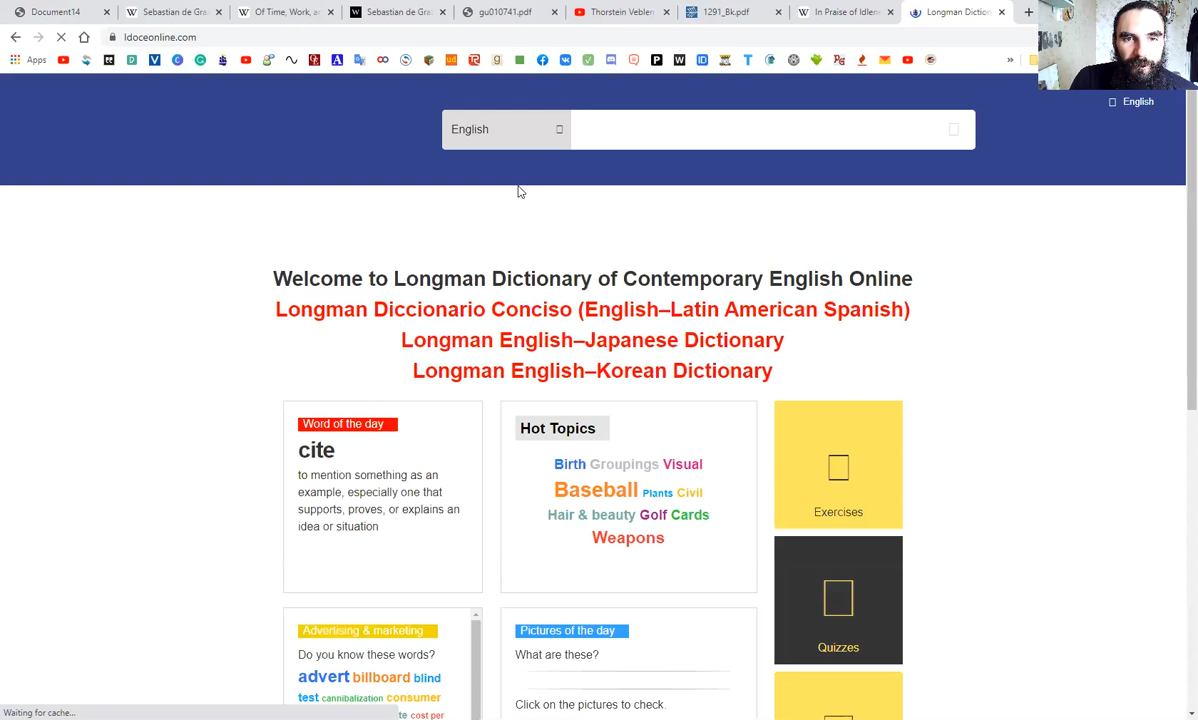 Document14
Sebastian de Gra
Of Time, Work, a
Sebastian de Gra
gu010741.pdf
Thorstein Veblen
1291_Bk.pdf
In Praise of Idlene
Longman Diction
ldoceonline.com
Apps
English
English
Welcome to Longman Dictionary of Contemporary English Online
Longman Diccionario Conciso (English–Latin American Spanish)
Longman English–Japanese Dictionary
Longman English–Korean Dictionary
Word of the day
cite
to mention something as an
example, especially one that
supports, proves, or explains an
idea or situation
Hot Topics
Birth Groupings Visual
Baseball Plants Civil
Hair & beauty Golf Cards
Weapons
Exercises
Quizzes
Advertising & marketing
Do you know these words?
advert billboard blind
test cannibalization consumer
te cost per
Pictures of the day
What are these?
Click on the pictures to check.
Waiting for cache...